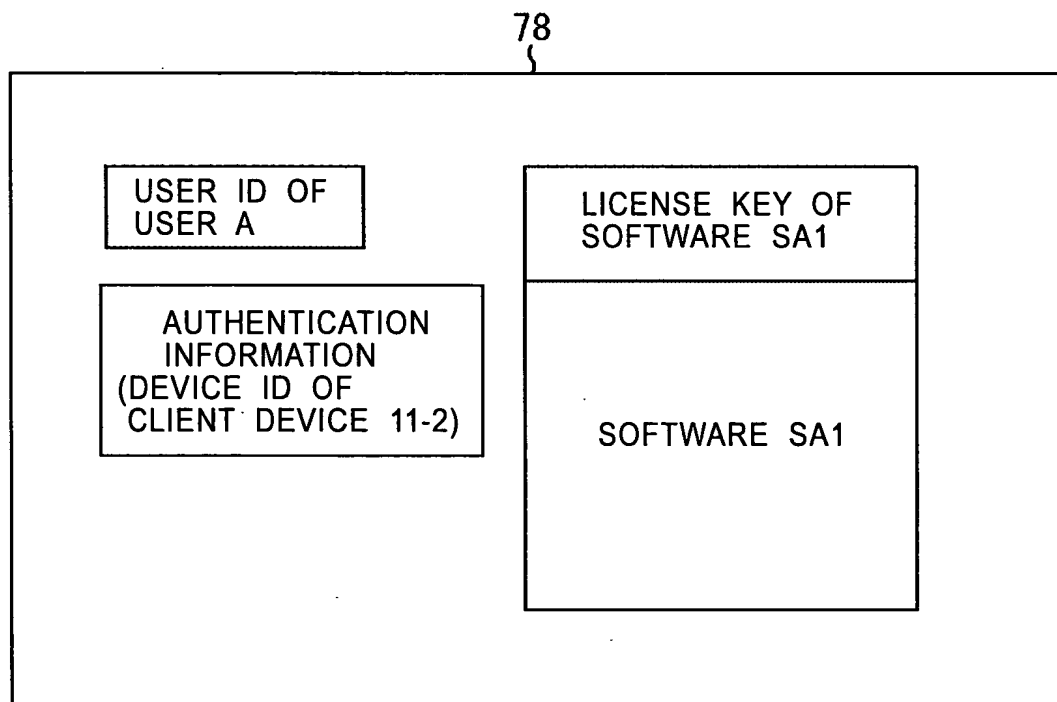 78
USER ID OF
USER A
AUTHENTICATION
INFORMATION
(DEVICE ID OF
CLIENT DEVICE 11-2)
LICENSE KEY OF
SOFTWARE SA1
SOFTWARE SA1